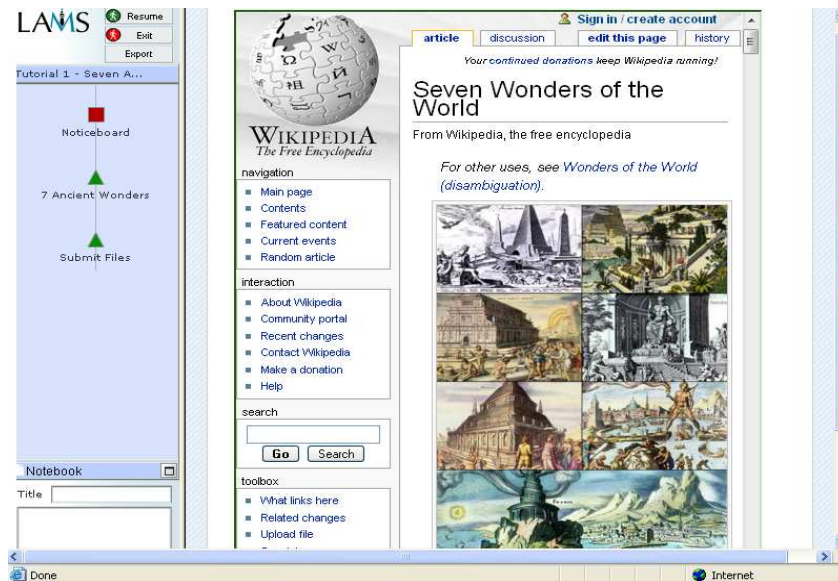 LAMS
Resume
Exit
Export
Tutorial 1 - Seven A...
Noticeboard
7 Ancient Wonders
Submit Files
Notebook
Title
WIKIPEDIA
The Free Encyclopedia
navigation
Main page
Contents
Featured content
Current events
Random article
interaction
About Wikipedia
Community portal
Recent changes
Contact Wikipedia
Make a donation
Help
search
Go Search
toolbox
What links here
Related changes
Upload file
Sign in / create account
article discussion edit this page history
Your continued donations keep Wikipedia running!
Seven Wonders of the
World
From Wikipedia, the free encyclopedia
For other uses, see Wonders of the World
(disambiguation).
Done
Internet